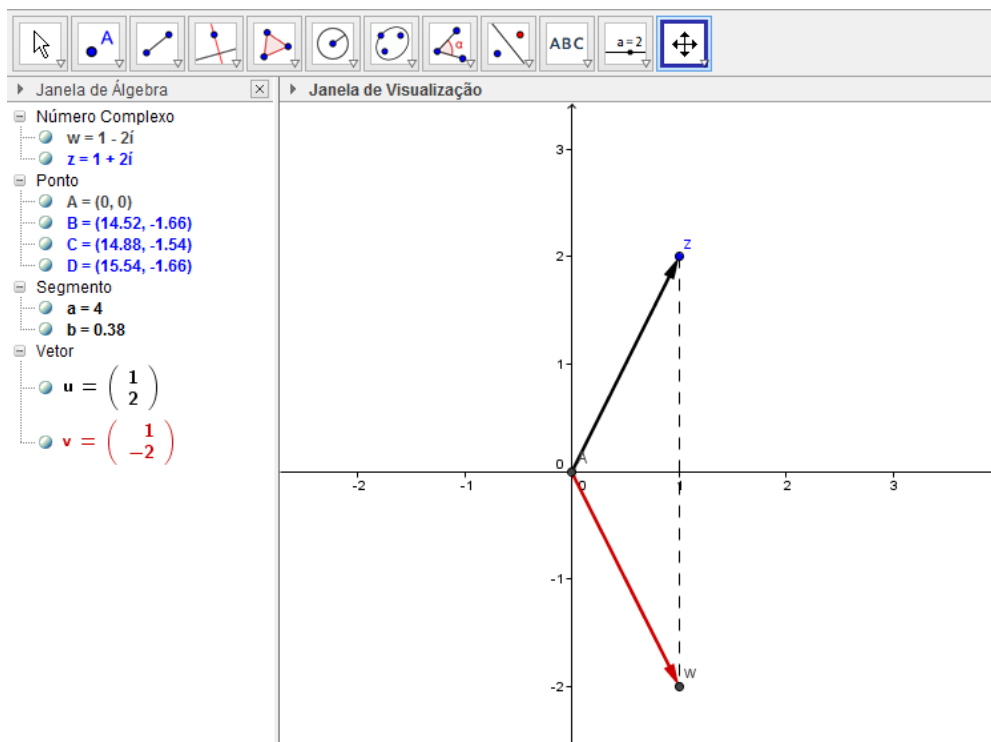 A
α
ABC
a=2
Janela de Álgebra
Janela de Visualização
Número Complexo
w = 1 - 2í
z = 1 + 2í
Ponto
A = (0, 0)
B = (14.52, -1.66)
C = (14.88, -1.54)
D = (15.54, -1.66)
Segmento
a = 4
b = 0.38
Vetor
u = ( 1
2 )
v = ( 1
−2 )
3
z
2
1
0
A
-2
-1
0
1
2
3
-1
w
-2